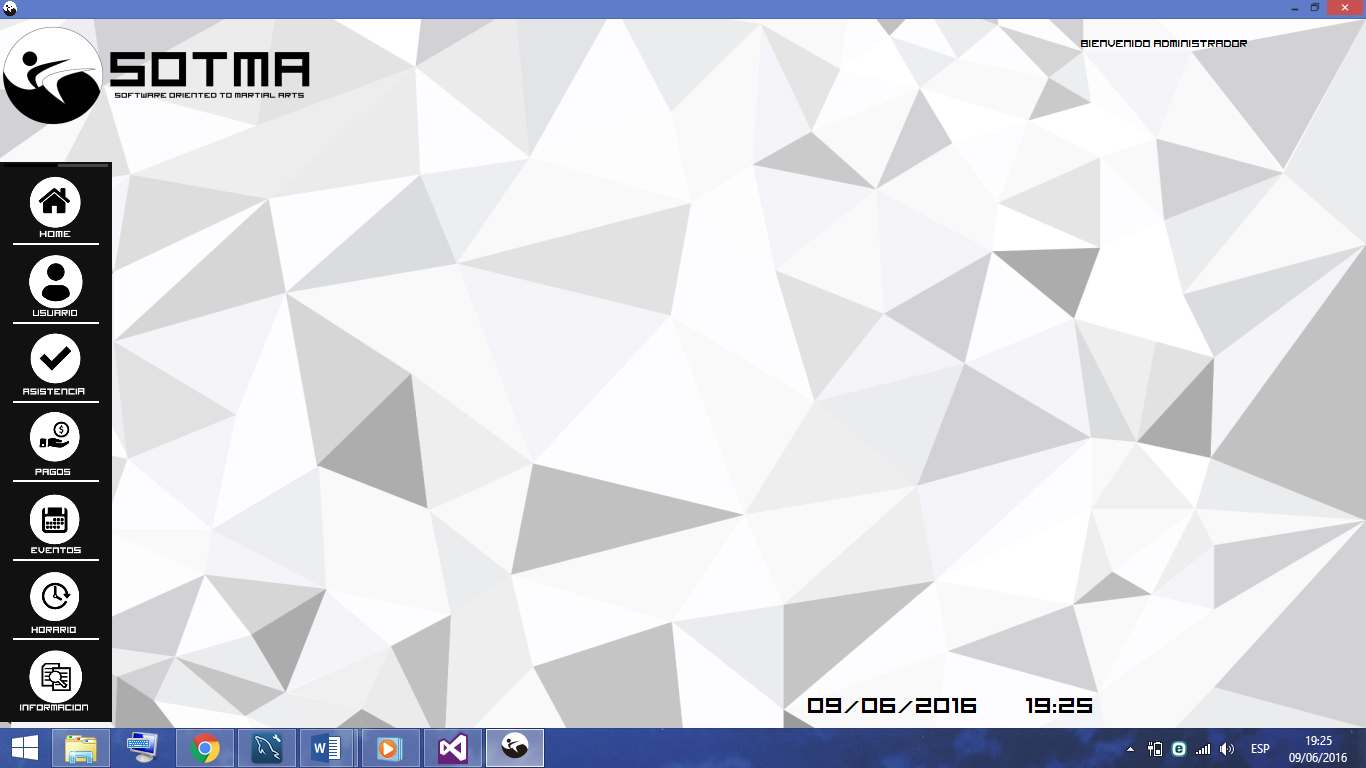 SOTMA
SOFTWARE ORIENTED TO MARTIAL ARTS
BIENVENIDO ADMINISTRADOR
HOME
USUARIO
ASISTENCIA
PAGOS
EVENTOS
HORARIO
INFORMACION
09/06/2016 19:25
ESP
19:25
09/06/2016